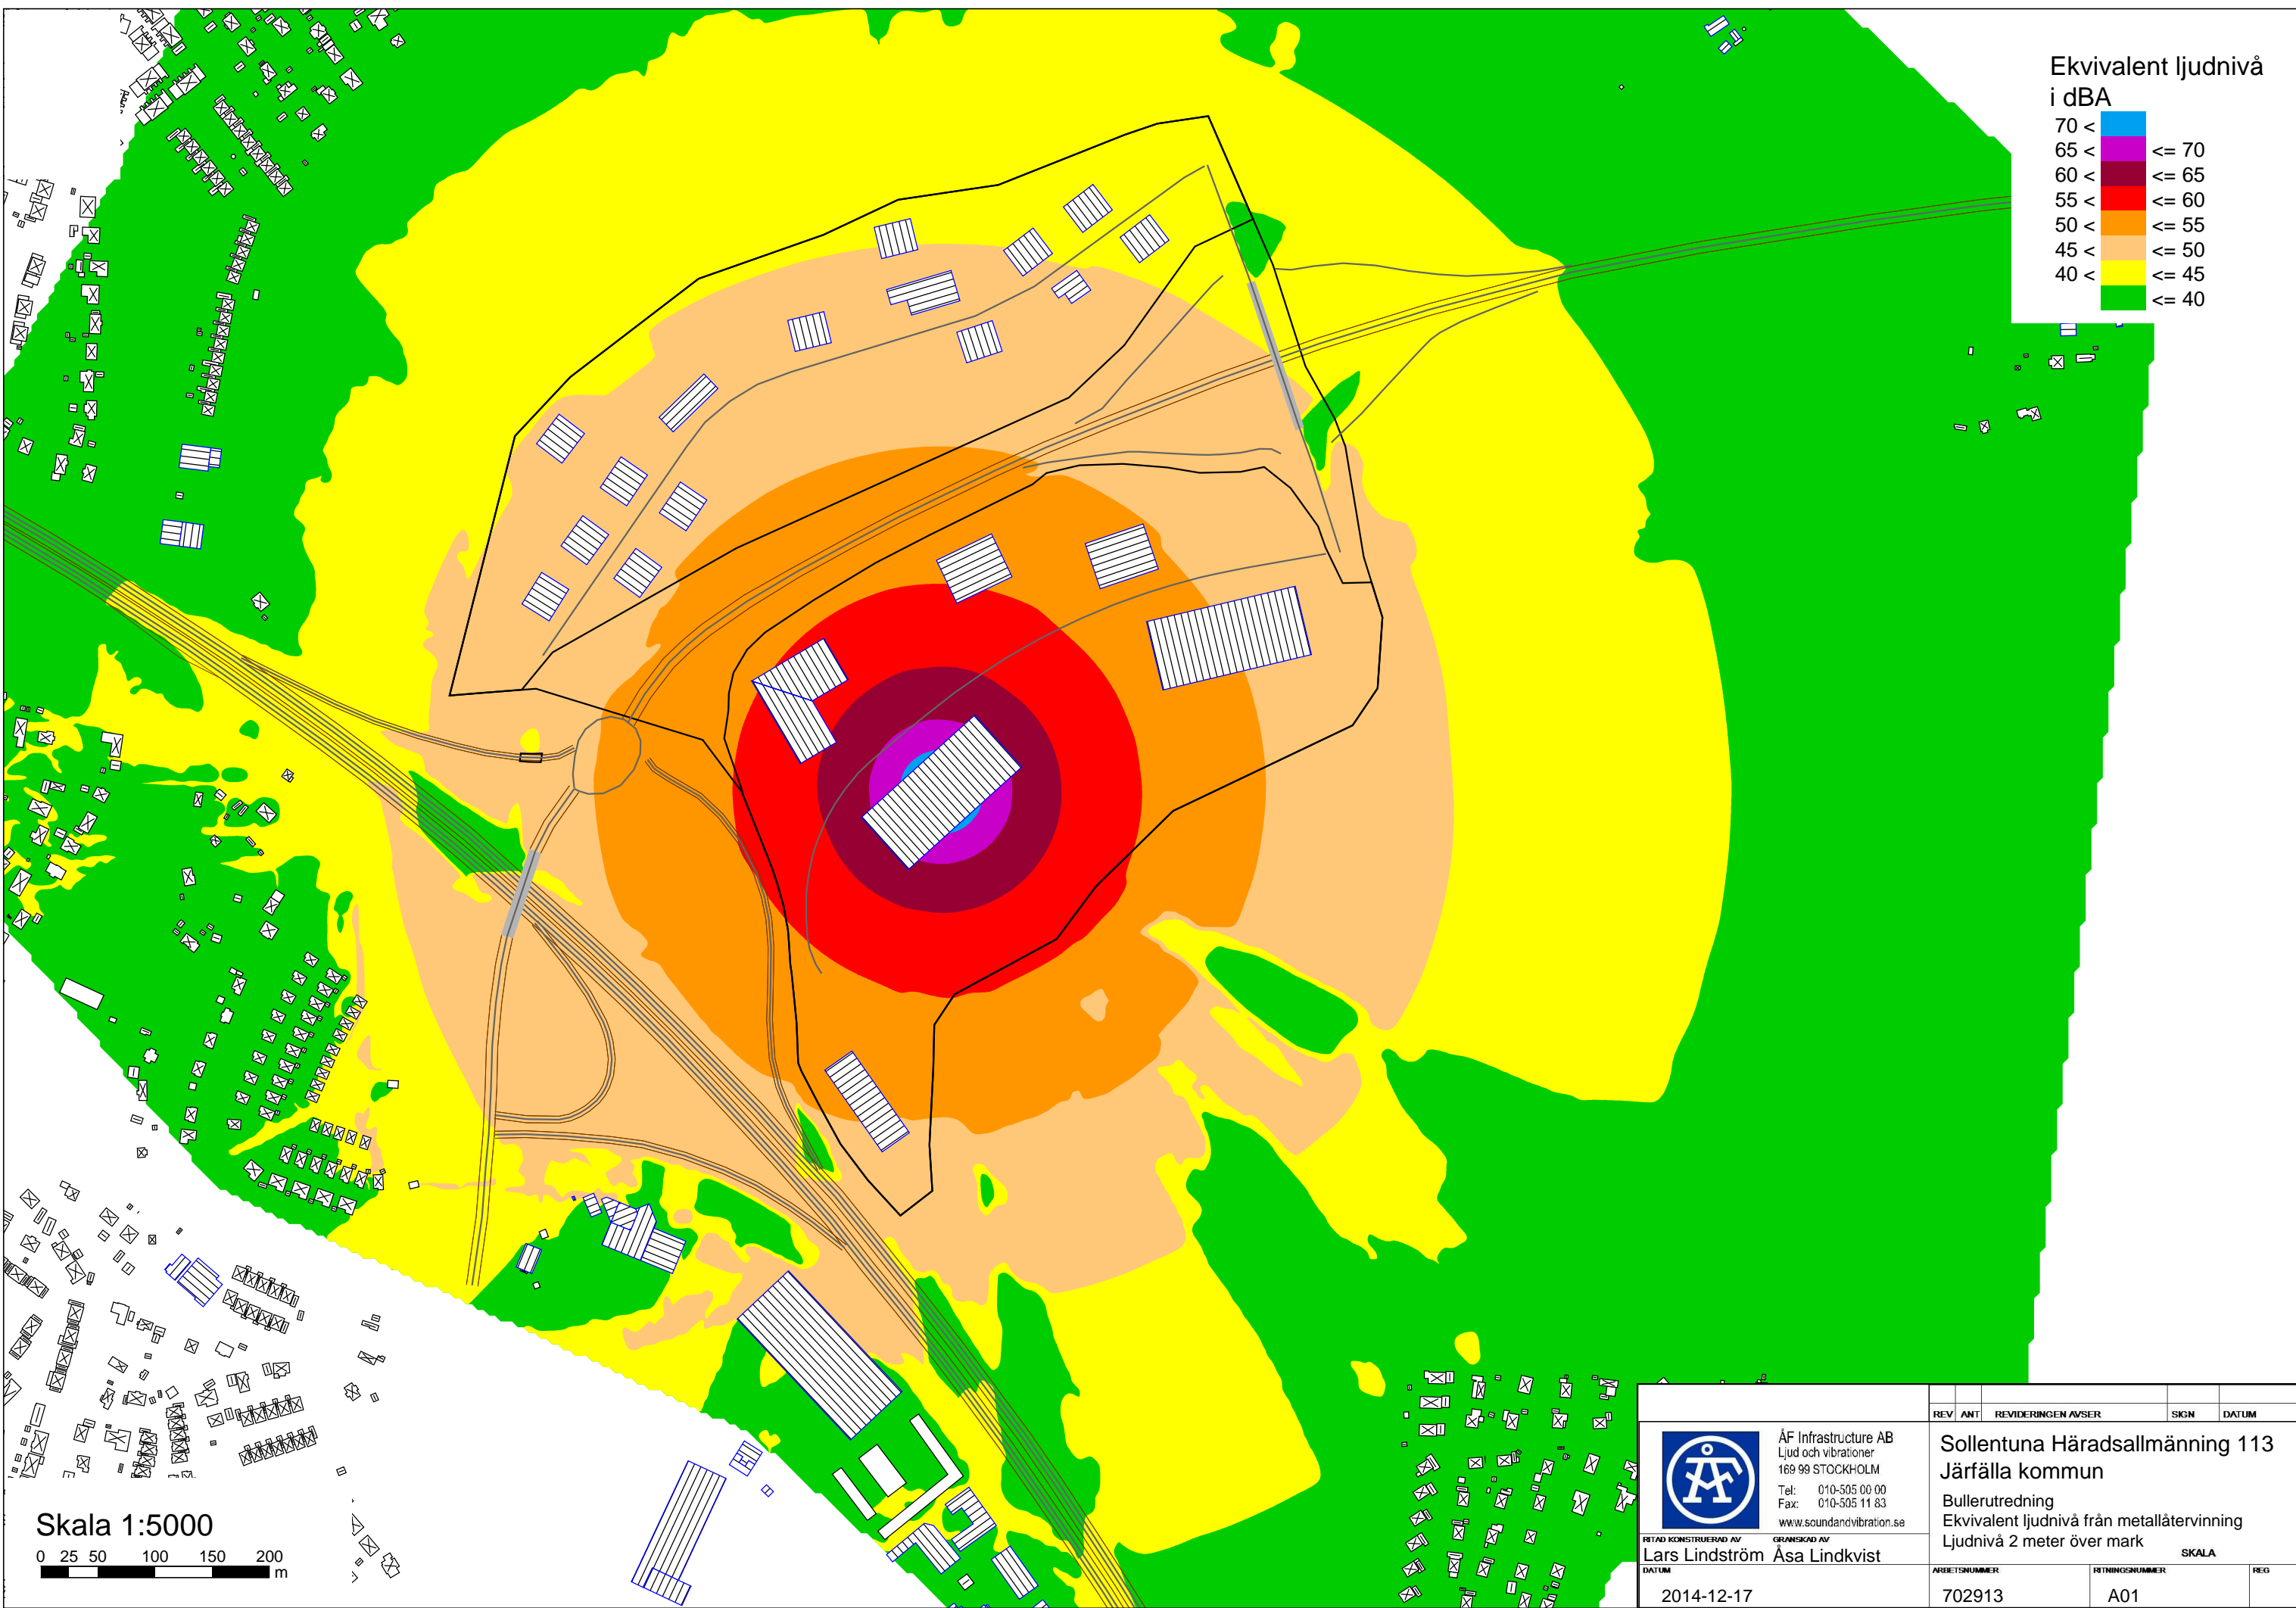 Ekvivalent ljudnivå
i dBA
70 <
65 < <= 70
60 < <= 65
55 < <= 60
50 < <= 55
45 < <= 50
40 < <= 45
<= 40
Skala 1:5000
0 25 50 100 150 200
m
REV ANT REVIDERINGEN AVSER SIGN DATUM
ÅF Infrastructure AB
Ljud och vibrationer
169 99 STOCKHOLM
Tel: 010-505 00 00
Fax: 010-505 11 83
www.soundandvibration.se
ÅF
RITAD KONSTRUERAD AV GRANSKAD AV
Lars Lindström Åsa Lindkvist
DATUM
2014-12-17
Sollentuna Häradsallmänning 113
Järfälla kommun
Bullerutredning
Ekvivalent ljudnivå från metallåtervinning
Ljudnivå 2 meter över mark
SKALA
ARBETSNUMMER RITNINGSNUMMER REG
702913 A01